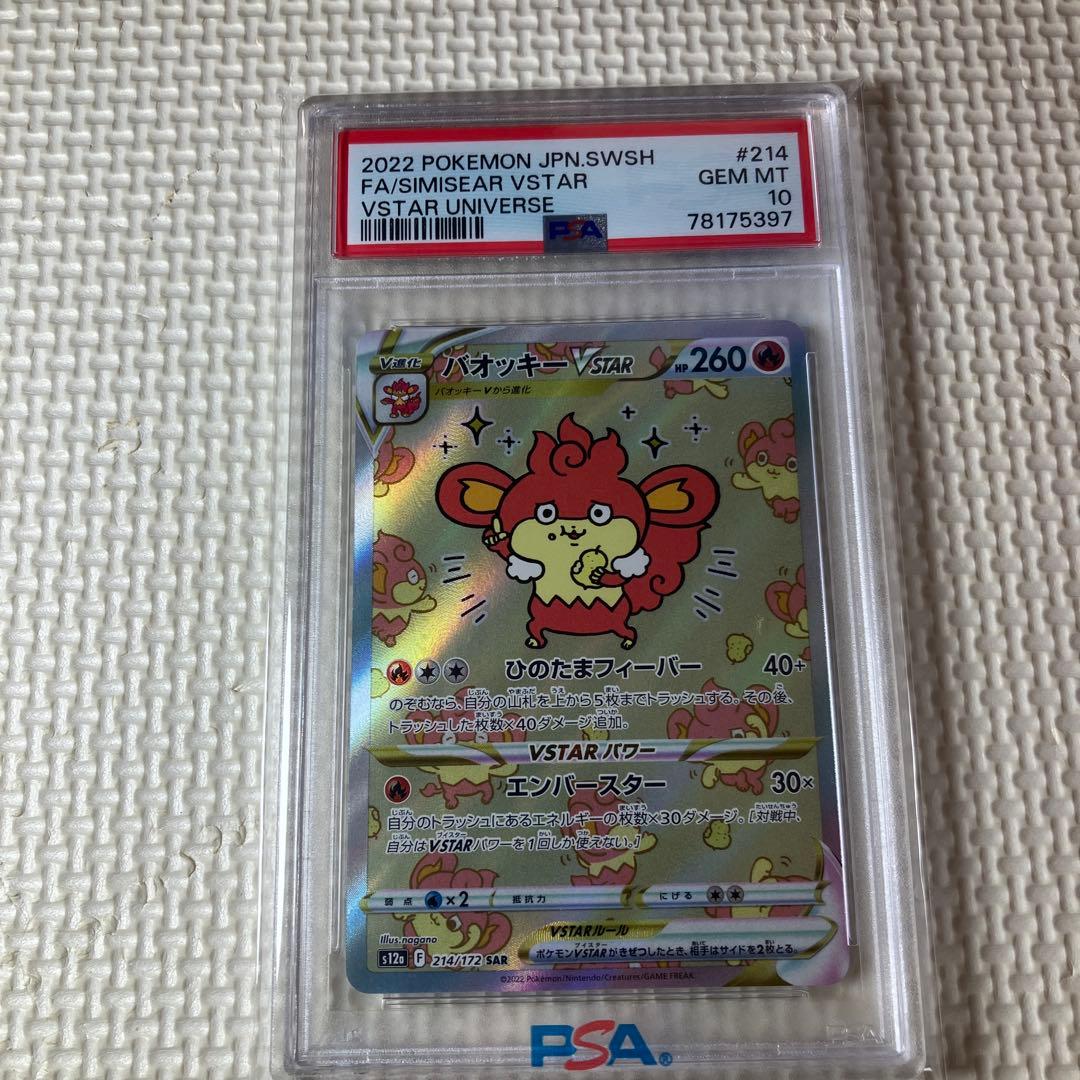 2022 POKEMON JPN.SWSH #214
FA/SIMISEAR VSTAR GEM MT
VSTAR UNIVERSE 10
78175397
PSA
V進化
バオッキー VSTAR HP 260
バオッキーVから進化
ひのたまフィーバー 40+
のぞむなら、自分の山札を上から5枚までトラッシュする。その後、
トラッシュした枚数×40ダメージ追加。
VSTARパワー
エンバースター 30×
自分のトラッシュにあるエネルギーの枚数×30ダメージ。[対戦中、
自分はVSTARパワーを1回しか使えない。]
弱点 ×2 抵抗力 にげる
Illus.nagano
VSTARルール
ポケモンVSTARがきぜつしたとき、相手はサイドを2枚とる。
s12a F 214/172 SAR
©2022 Pokémon/Nintendo/Creatures/GAME FREAK.
PSA®